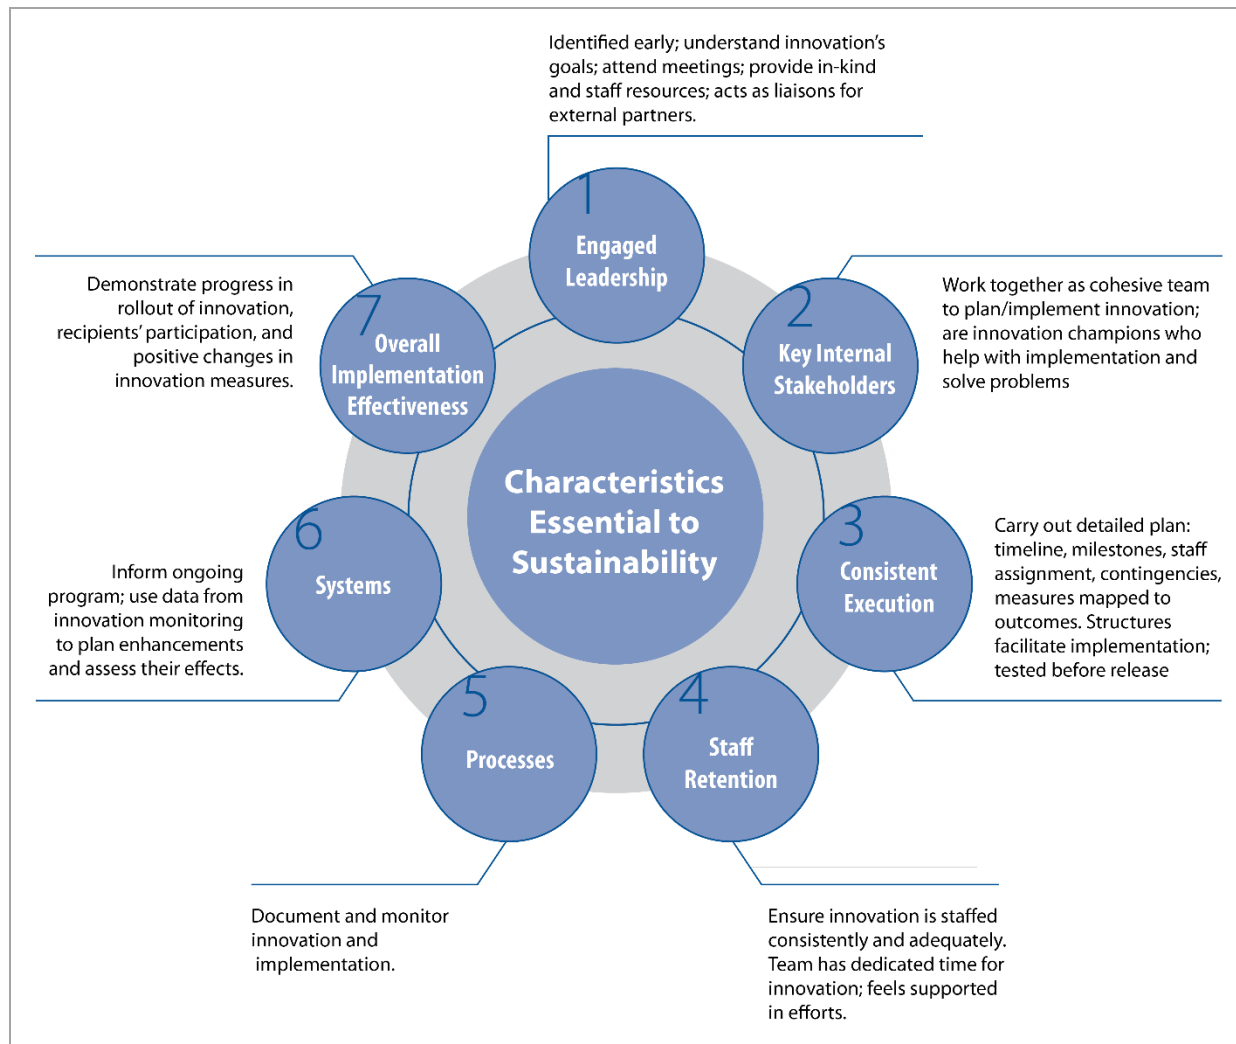 Identified early; understand innovation's
goals; attend meetings; provide in-kind
and staff resources; acts as liaisons for
external partners.
1
Engaged
Leadership
Work together as cohesive team
to plan/implement innovation;
are innovation champions who
help with implementation and
solve problems
2
Key Internal
Stakeholders
Carry out detailed plan:
timeline, milestones, staff
assignment, contingencies,
measures mapped to
outcomes. Structures
facilitate implementation;
tested before release
3
Consistent
Execution
4
Staff
Retention
Ensure innovation is staffed
consistently and adequately.
Team has dedicated time for
innovation; feels supported
in efforts.
5
Processes
Document and monitor
innovation and
implementation.
6
Systems
Inform ongoing
program; use data from
innovation monitoring
to plan enhancements
and assess their effects.
7
Overall
Implementation
Effectiveness
Demonstrate progress in
rollout of innovation,
recipients' participation, and
positive changes in
innovation measures.
Characteristics
Essential to
Sustainability